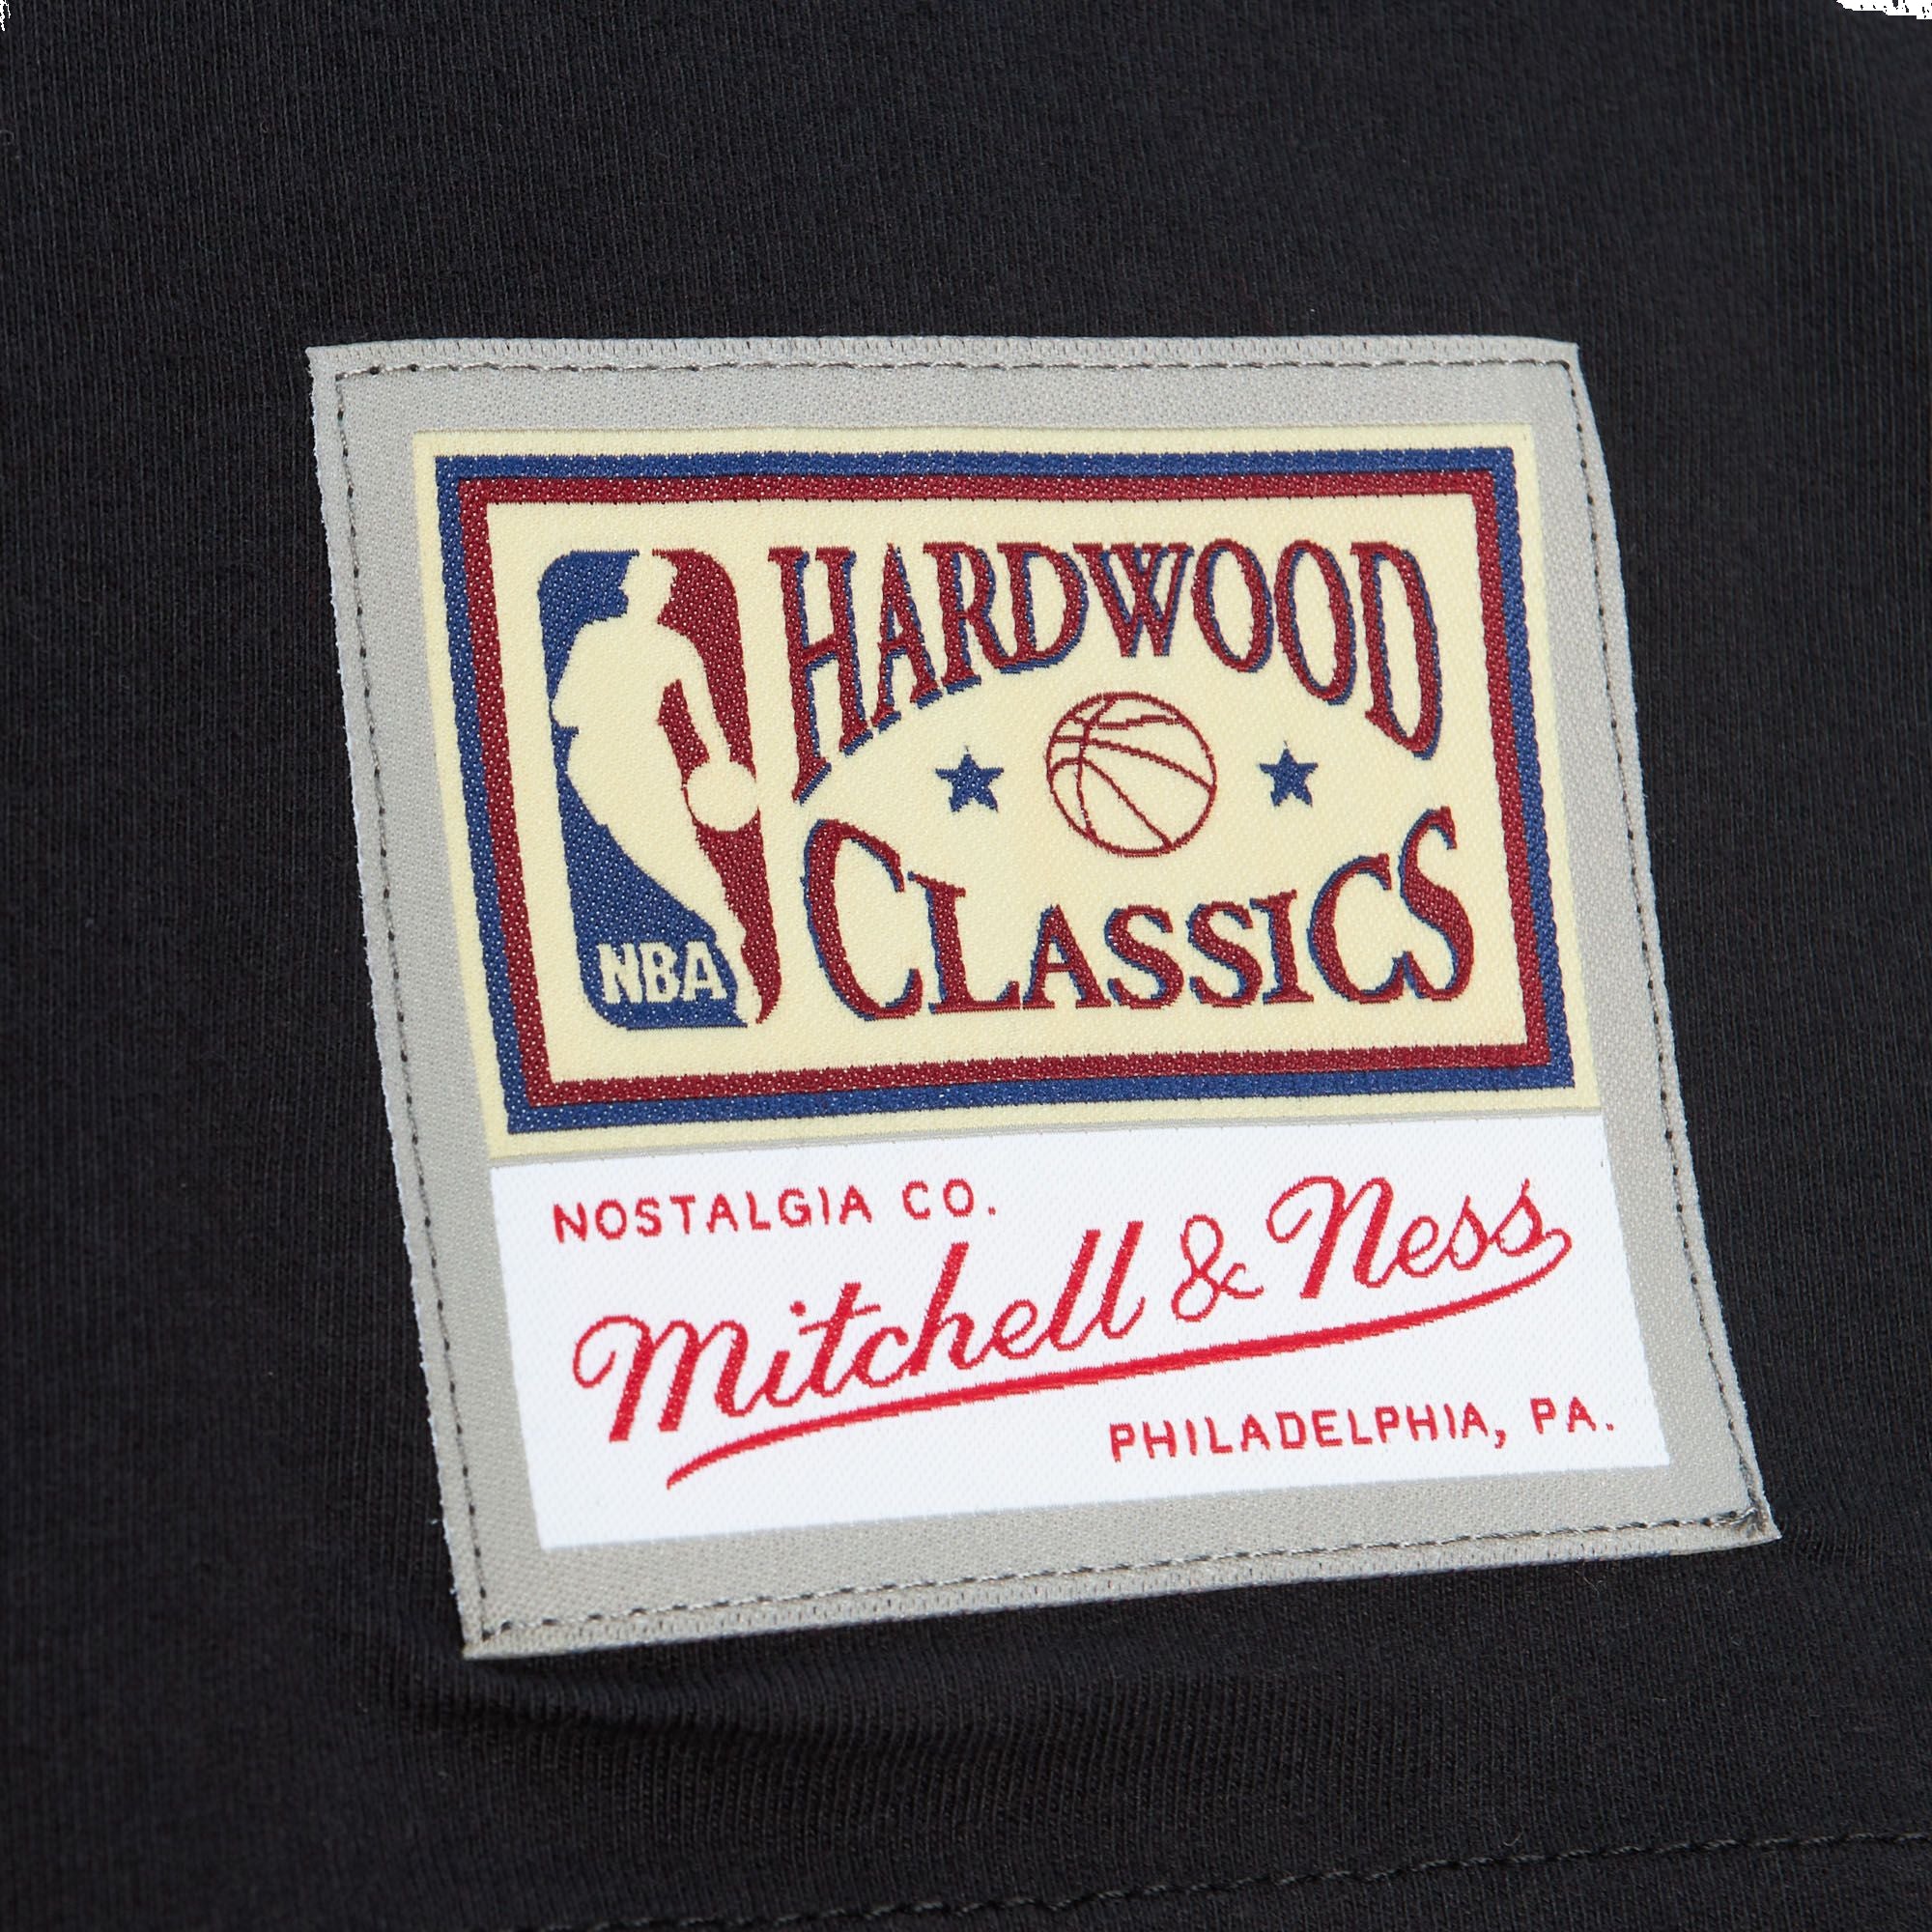 HARDWOOD
CLASSICS
NBA
NOSTALGIA CO.
Mitchell & Ness
PHILADELPHIA, PA.